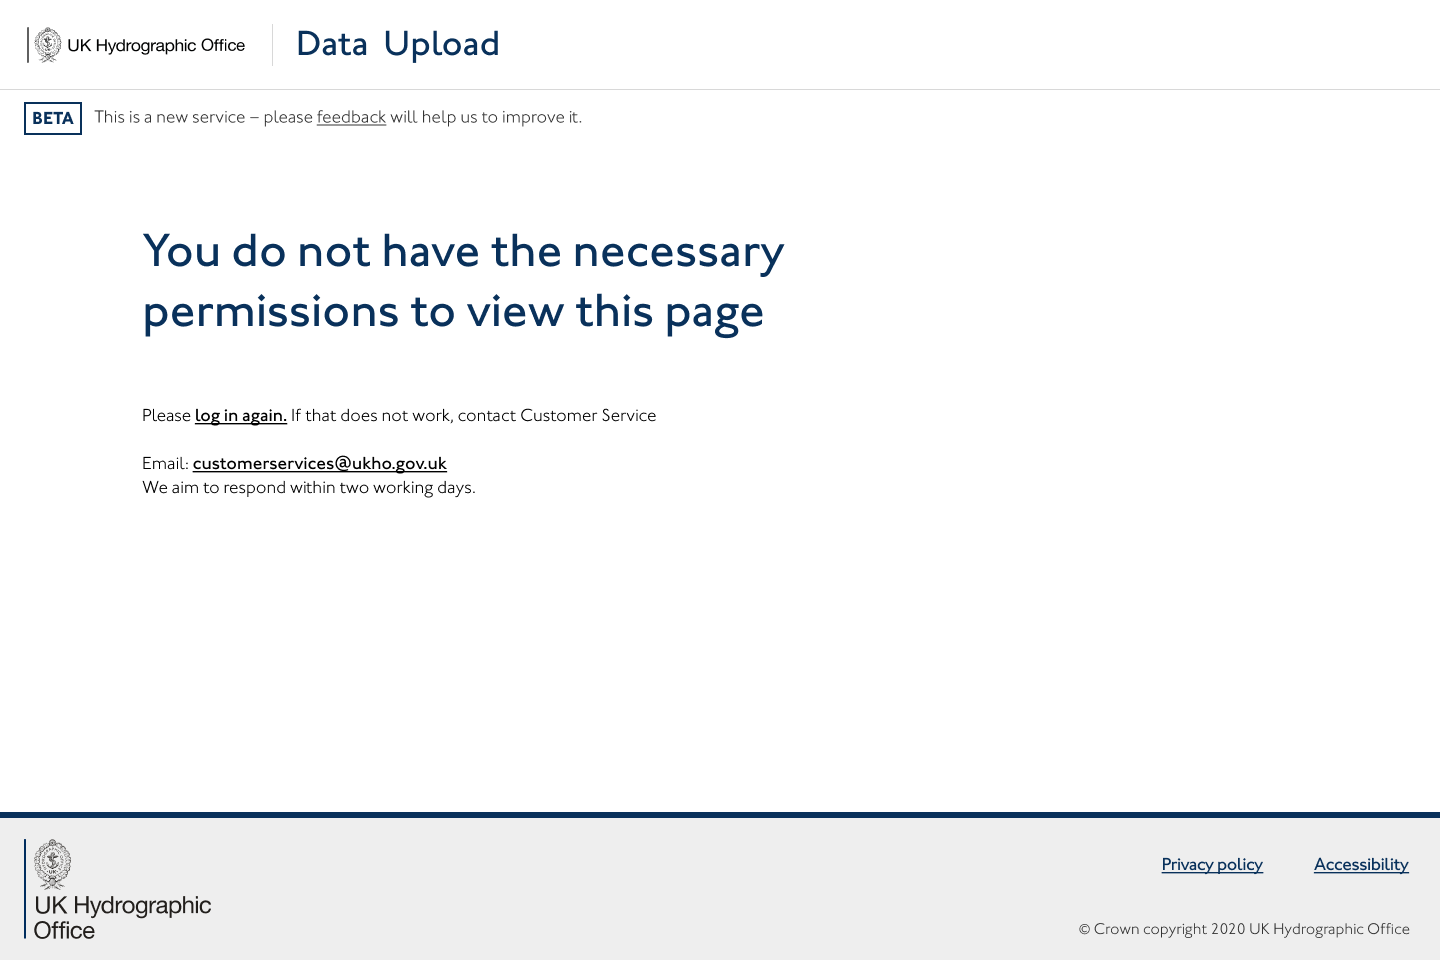 UK Hydrographic Office
Data Upload
BETA This is a new service – please feedback will help us to improve it.
You do not have the necessary
permissions to view this page
Please log in again. If that does not work, contact Customer Service
Email: customerservices@ukho.gov.uk
We aim to respond within two working days.
UK Hydrographic
Office
Privacy policy
Accessibility
© Crown copyright 2020 UK Hydrographic Office